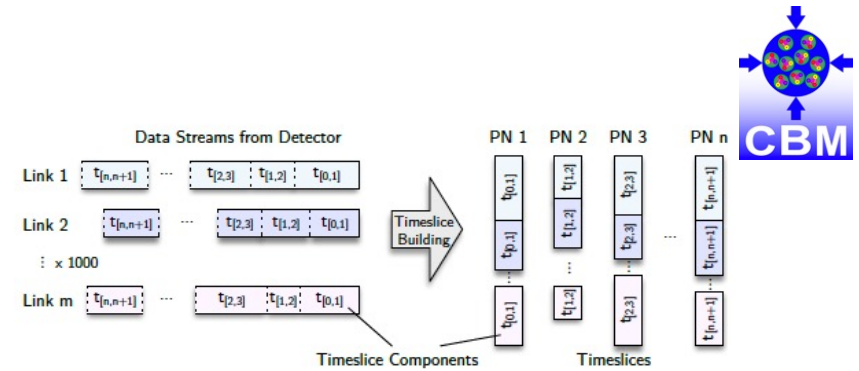 CBM
Data Streams from Detector
PN 1 PN 2 PN 3 PN n
Link 1 t[n,n+1] ... t[2,3] t[1,2] t[0,1]
Link 2 t[n,n+1] ... t[2,3] t[1,2] t[0,1]
⋮ x 1000
Link m t[n,n+1] ... t[2,3] t[1,2] t[0,1]
Timeslice
Building
t[0,1] t[1,2] t[2,3] t[n,n+1]
t[0,1] t[1,2] t[2,3] ... t[n,n+1]
t[0,1] t[1,2] t[2,3] t[n,n+1]
Timeslice Components Timeslices